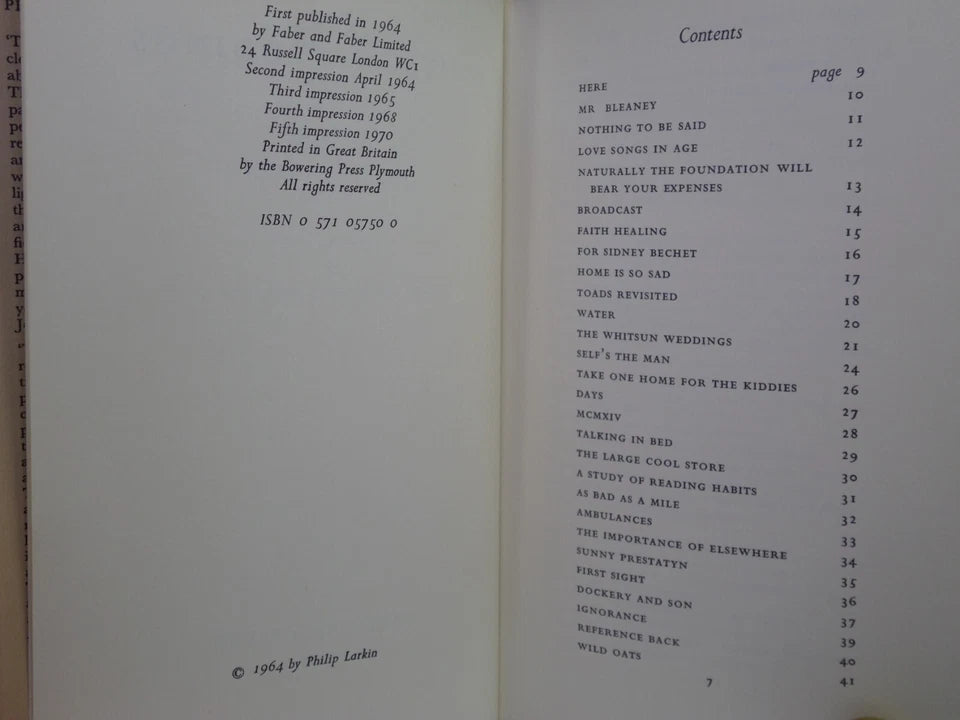 First published in 1964
by Faber and Faber Limited
24 Russell Square London WC1
Second impression April 1964
Third impression 1965
Fourth impression 1968
Fifth impression 1970
Printed in Great Britain
by the Bowering Press Plymouth
All rights reserved
ISBN 0 571 05750 0
© 1964 by Philip Larkin
Contents
HERE page 9
MR BLEANEY 10
NOTHING TO BE SAID 11
LOVE SONGS IN AGE 12
NATURALLY THE FOUNDATION WILL
BEAR YOUR EXPENSES 13
BROADCAST 14
FAITH HEALING 15
FOR SIDNEY BECHET 16
HOME IS SO SAD 17
TOADS REVISITED 18
WATER 20
THE WHITSUN WEDDINGS 21
SELF'S THE MAN 24
TAKE ONE HOME FOR THE KIDDIES 26
DAYS 27
MCMXIV 28
TALKING IN BED 29
THE LARGE COOL STORE 30
A STUDY OF READING HABITS 31
AS BAD AS A MILE 32
AMBULANCES 33
THE IMPORTANCE OF ELSEWHERE 34
SUNNY PRESTATYN 35
FIRST SIGHT 36
DOCKERY AND SON 37
IGNORANCE 39
REFERENCE BACK 40
WILD OATS 41
7